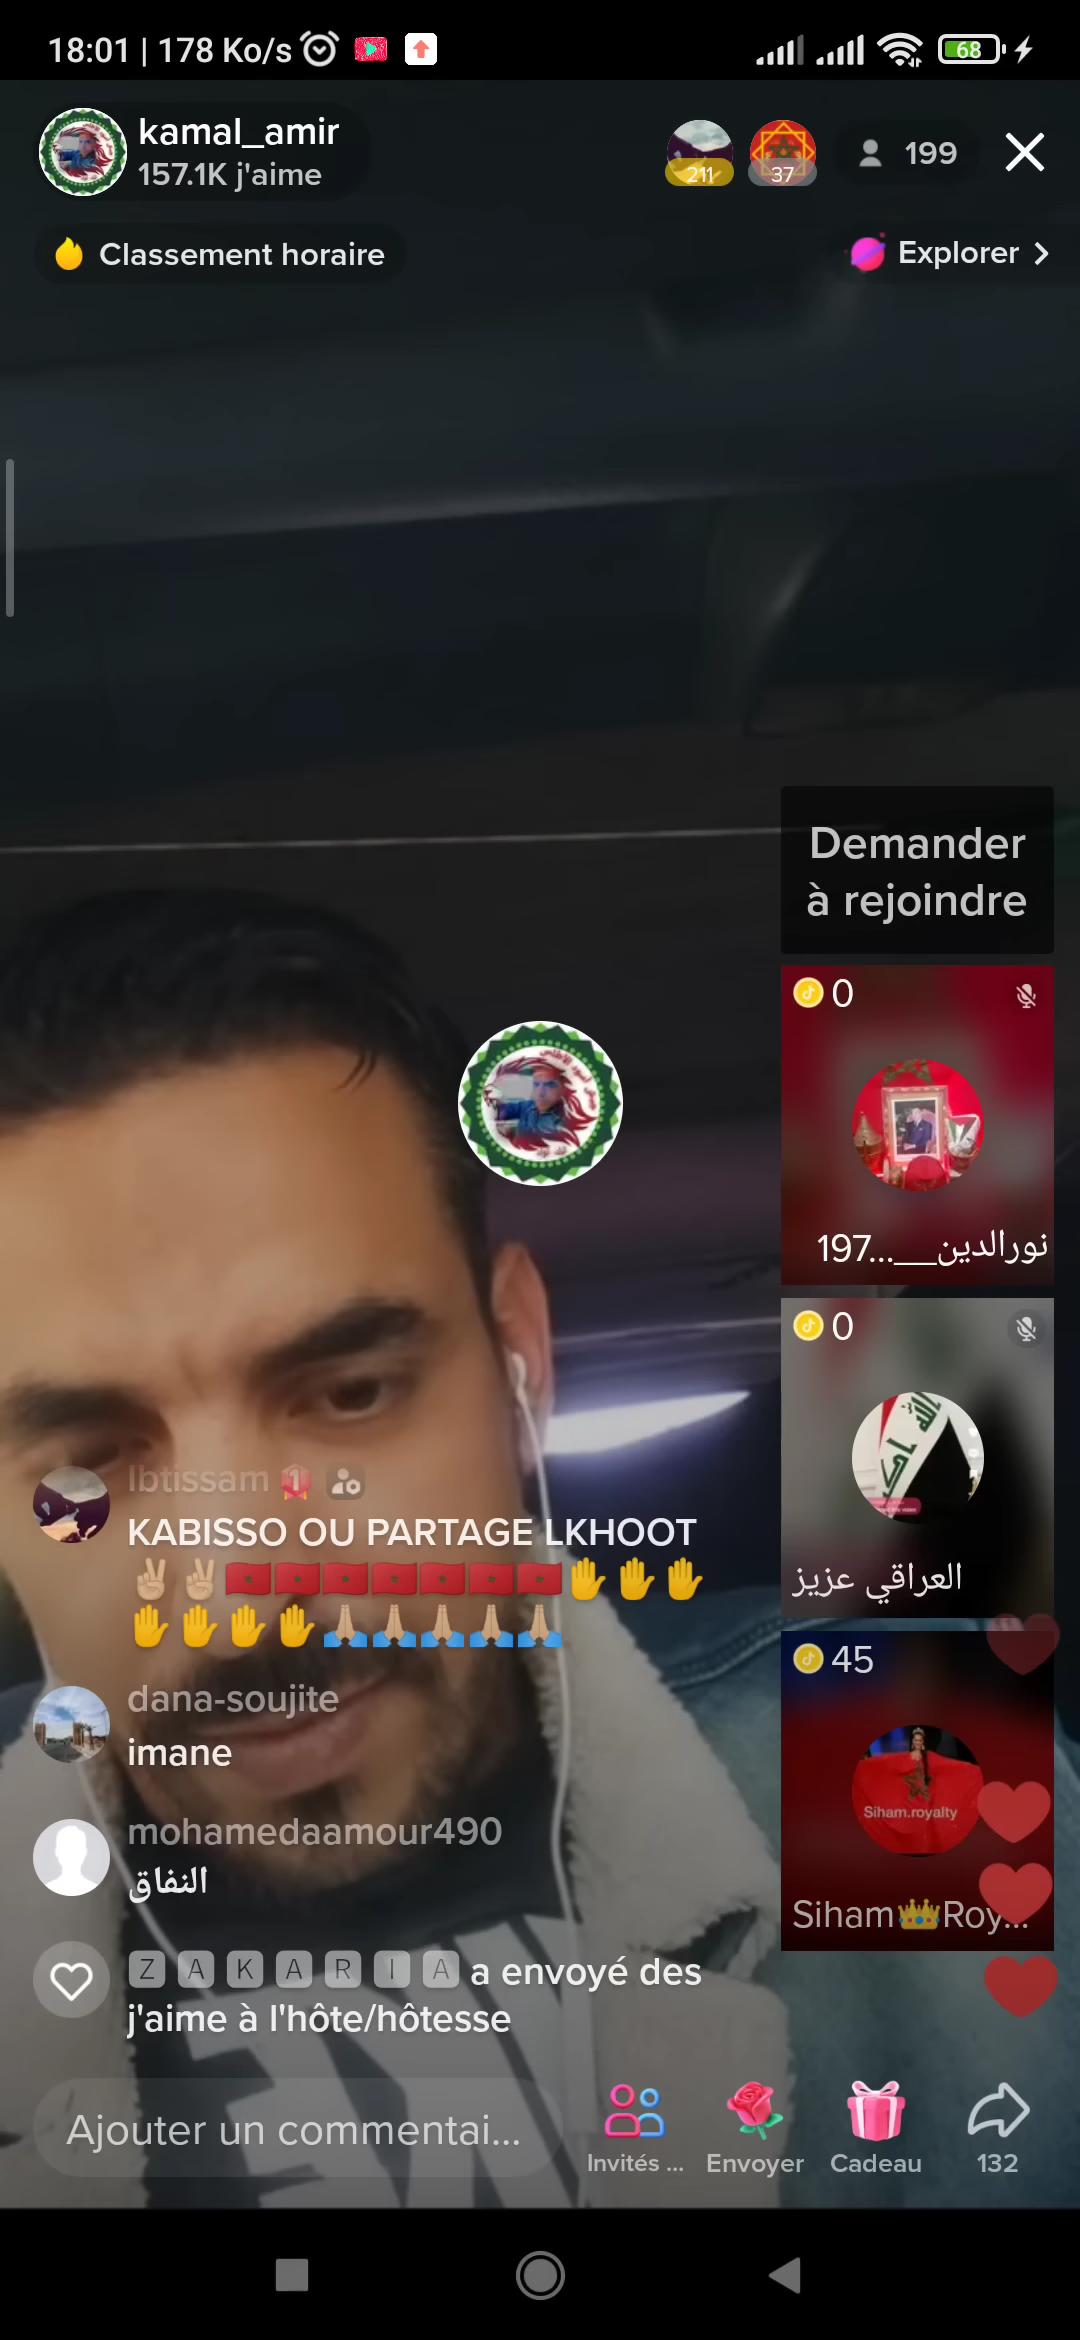 18:01 | 178 Ko/s
68
kamal_amir
157.1K j'aime
211
37
199
Classement horaire
Explorer
Demander
à rejoindre
0
نورالدين__...197
0
العراقي عزيز
45
Siham.royalty
Siham👑Roy...
Ibtissam 1
KABISSO OU PARTAGE LKHOOT
✌🏼✌🏼🇲🇦🇲🇦🇲🇦🇲🇦🇲🇦🇲🇦🇲🇦✋✋✋
✋✋✋✋🙏🏼🙏🏼🙏🏼🙏🏼🙏🏼
dana-soujite
imane
mohamedaamour490
النفاق
🅉 🄰 🄺 🄰 🅁 🄸 🄰 a envoyé des
j'aime à l'hôte/hôtesse
Ajouter un commentai...
Invités ...
Envoyer
Cadeau
132